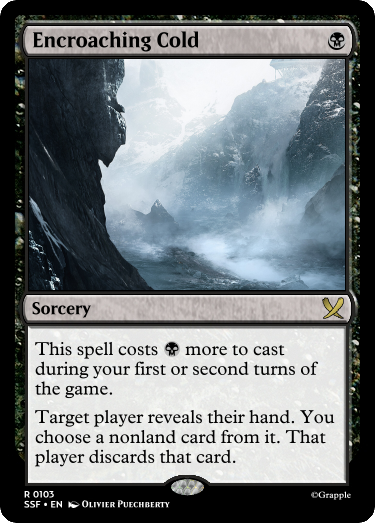 Encroaching Cold
Sorcery
This spell costs more to cast
during your first or second turns of
the game.
Target player reveals their hand. You
choose a nonland card from it. That
player discards that card.
R 0103
SSF • EN Olivier Puechberty
©Grapple